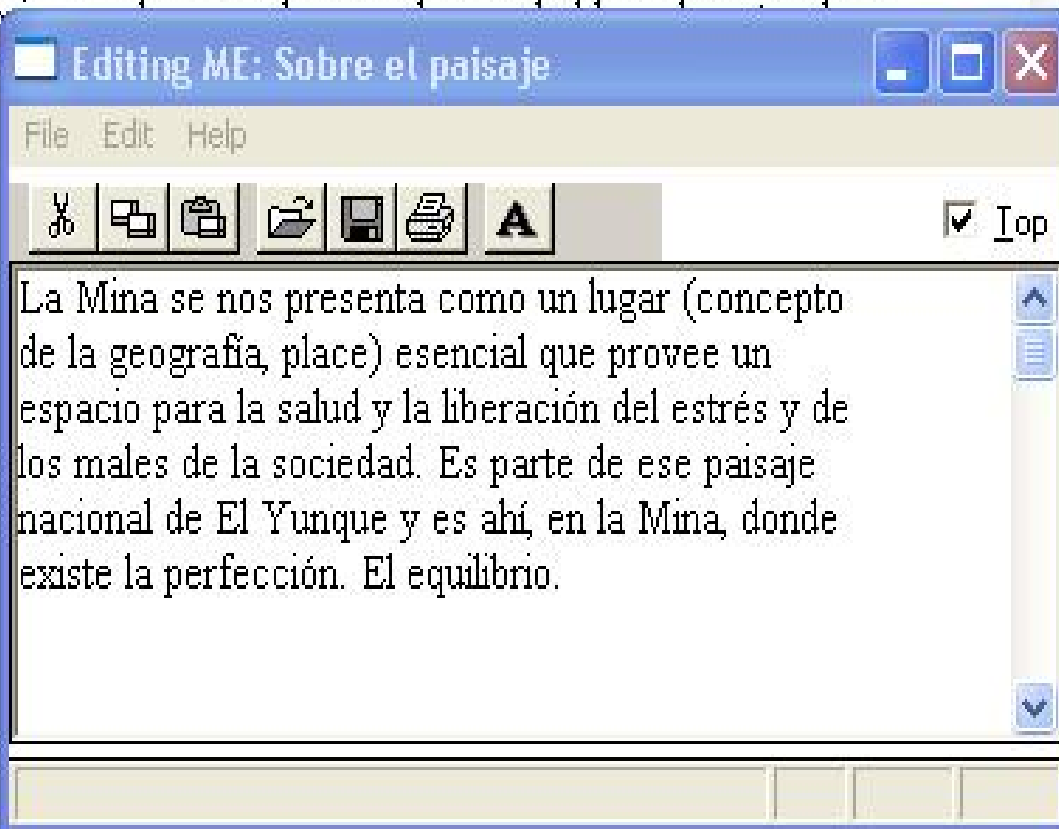 Editing ME: Sobre el paisaje
File Edit Help
A Top
La Mina se nos presenta como un lugar (concepto
de la geografía, place) esencial que provee un
espacio para la salud y la liberación del estrés y de
los males de la sociedad. Es parte de ese paisaje
nacional de El Yunque y es ahí, en la Mina, donde
existe la perfección. El equilibrio.